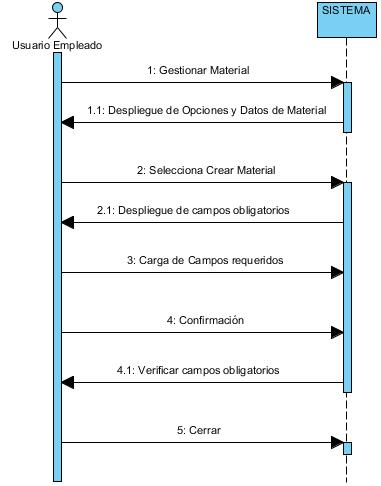 SISTEMA
Usuario Empleado
1: Gestionar Material
1.1: Despliegue de Opciones y Datos de Material
2: Selecciona Crear Material
2.1: Despliegue de campos obligatorios
3: Carga de Campos requeridos
4: Confirmación
4.1: Verificar campos obligatorios
5: Cerrar